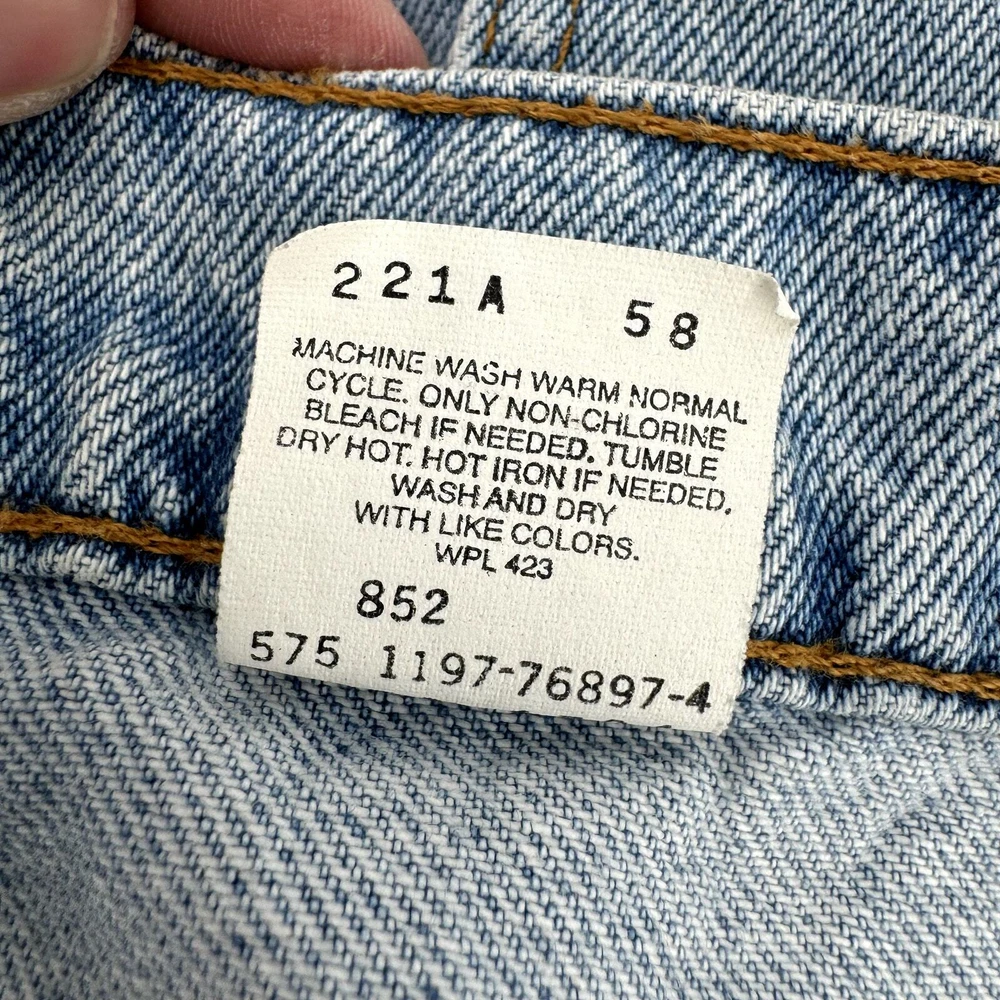 221A 58
MACHINE WASH WARM NORMAL
CYCLE. ONLY NON-CHLORINE
BLEACH IF NEEDED. TUMBLE
DRY HOT. HOT IRON IF NEEDED.
WASH AND DRY
WITH LIKE COLORS.
WPL 423
852
575 1197-76897-4